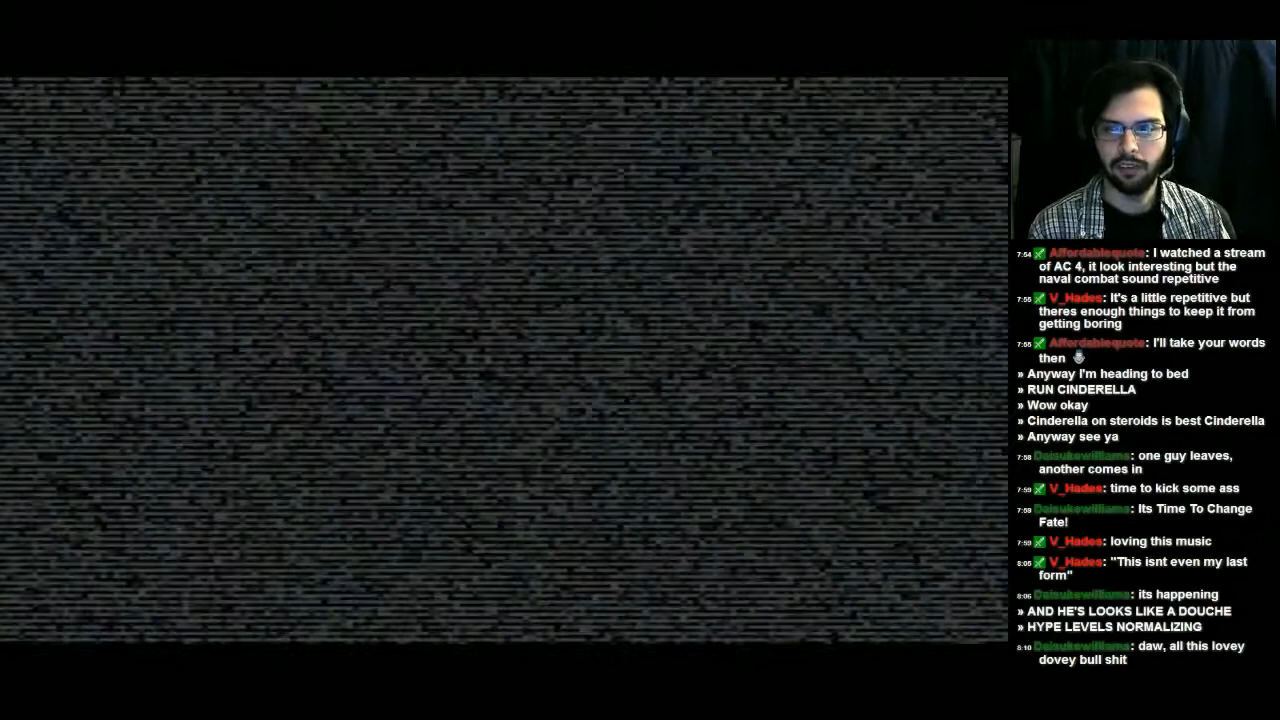 7:54 Affordablequote: I watched a stream
of AC 4, it look interesting but the
naval combat sound repetitive
7:55 V_Hades: It's a little repetitive but
theres enough things to keep it from
getting boring
7:55 Affordablequote: I'll take your words
then
» Anyway I'm heading to bed
» RUN CINDERELLA
» Wow okay
» Cinderella on steroids is best Cinderella
» Anyway see ya
7:58 Daisukewilliams: one guy leaves,
another comes in
7:59 V_Hades: time to kick some ass
7:59 Daisukewilliams: Its Time To Change
Fate!
7:59 V_Hades: loving this music
8:05 V_Hades: "This isnt even my last
form"
8:06 Daisukewilliams: its happening
» AND HE'S LOOKS LIKE A DOUCHE
» HYPE LEVELS NORMALIZING
8:10 Daisukewilliams: daw, all this lovey
dovey bull shit